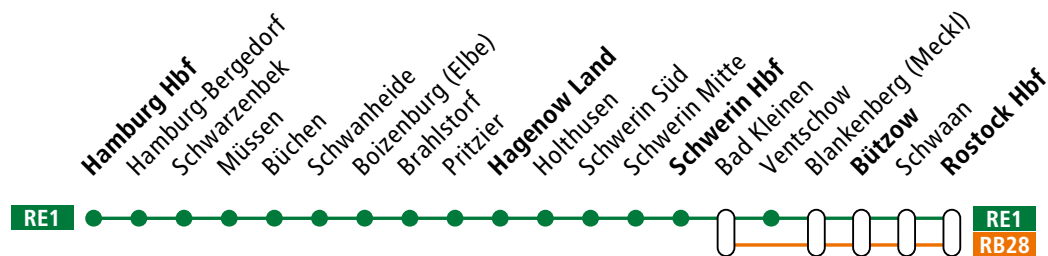 Hamburg Hbf
Hamburg-Bergedorf
Schwarzenbek
Müssen
Büchen
Schwanheide
Boizenburg (Elbe)
Brahlstorf
Pritzier
Hagenow Land
Holthusen
Schwerin Süd
Schwerin Mitte
Schwerin Hbf
Bad Kleinen
Ventschow
Blankenberg (Meckl)
Bützow
Schwaan
Rostock Hbf
RE1
RE1
RB28